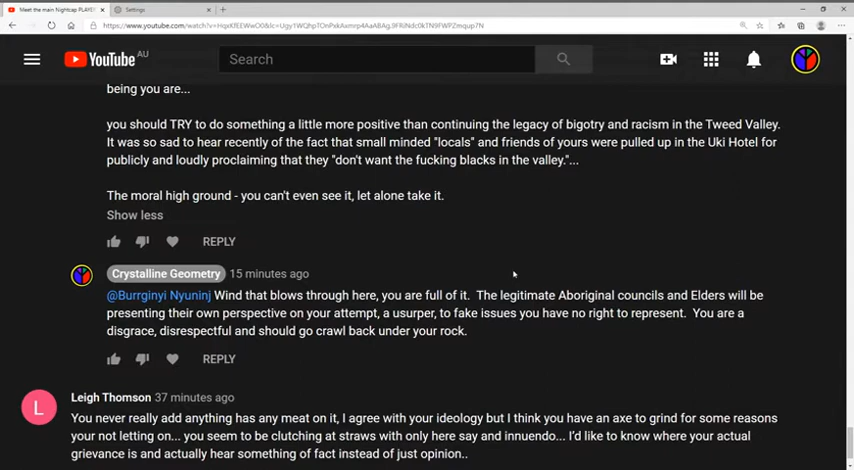 Meet the main Nightcap PLAYER
Settings
https://www.youtube.com/watch?v=
YouTube AU
Search
being you are...
you should TRY to do something a little more positive than continuing the legacy of bigotry and racism in the Tweed Valley.
It was so sad to hear recently of the fact that small minded "locals" and friends of yours were pulled up in the Uki Hotel for
publicly and loudly proclaiming that they "don't want the fucking blacks in the valley."...
The moral high ground - you can't even see it, let alone take it.
Show less
REPLY
Crystalline Geometry 15 minutes ago
@Burrginyi Nyuninj Wind that blows through here, you are full of it. The legitimate Aboriginal councils and Elders will be
presenting their own perspective on your attempt, a usurper, to fake issues you have no right to represent. You are a
disgrace, disrespectful and should go crawl back under your rock.
REPLY
L
Leigh Thomson 37 minutes ago
You never really add anything has any meat on it, I agree with your ideology but I think you have an axe to grind for some reasons
your not letting on... you seem to be clutching at straws with only here say and innuendo... I'd like to know where your actual
grievance is and actually hear something of fact instead of just opinion..